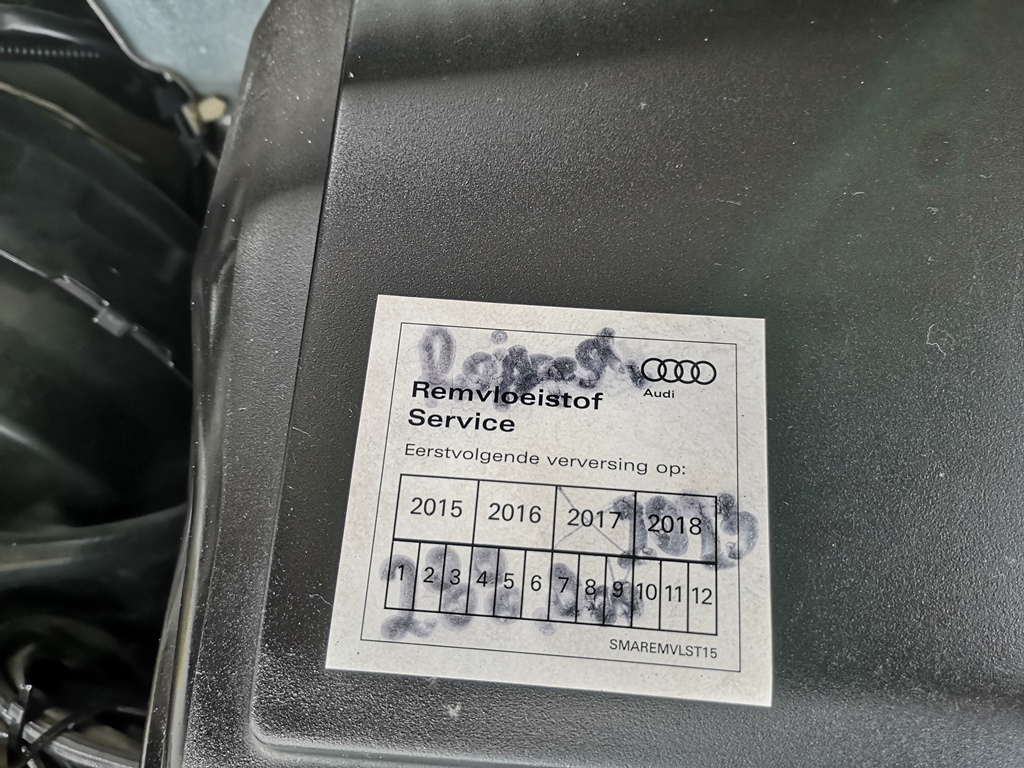 Audi
Remvloeistof
Service
Eerstvolgende verversing op:
2015 2016 2017 2018
1 2 3 4 5 6 7 8 9 10 11 12
SMAREMVLST15